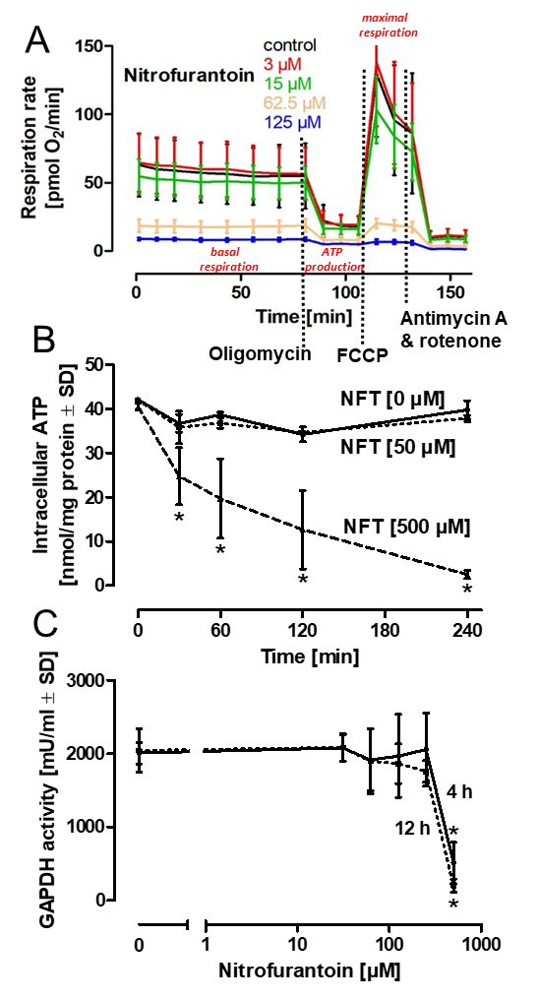 A
maximal
respiration
150
100
50
0
Respiration rate
[pmol O2/min]
Nitrofurantoin
control
3 µM
15 µM
62.5 µM
125 µM
basal
respiration
ATP
production
0
50
100
150
Time [min]
Oligomycin
FCCP
Antimycin A
& rotenone
B
50
40
30
20
10
0
Intracellular ATP
[nmol/mg protein ± SD]
NFT [0 µM]
NFT [50 µM]
NFT [500 µM]
*
*
*
*
0
60
120
180
240
Time [min]
C
3000
2000
1000
0
GAPDH activity [mU/ml ± SD]
4 h
12 h
*
*
0
1
10
100
1000
Nitrofurantoin [µM]